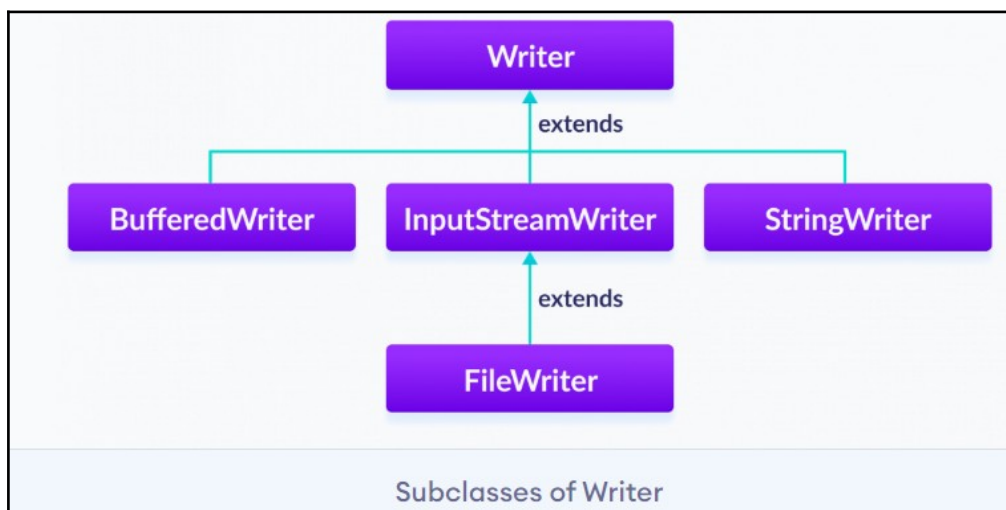 Writer
extends
BufferedWriter InputStreamWriter StringWriter
extends
FileWriter
Subclasses of Writer